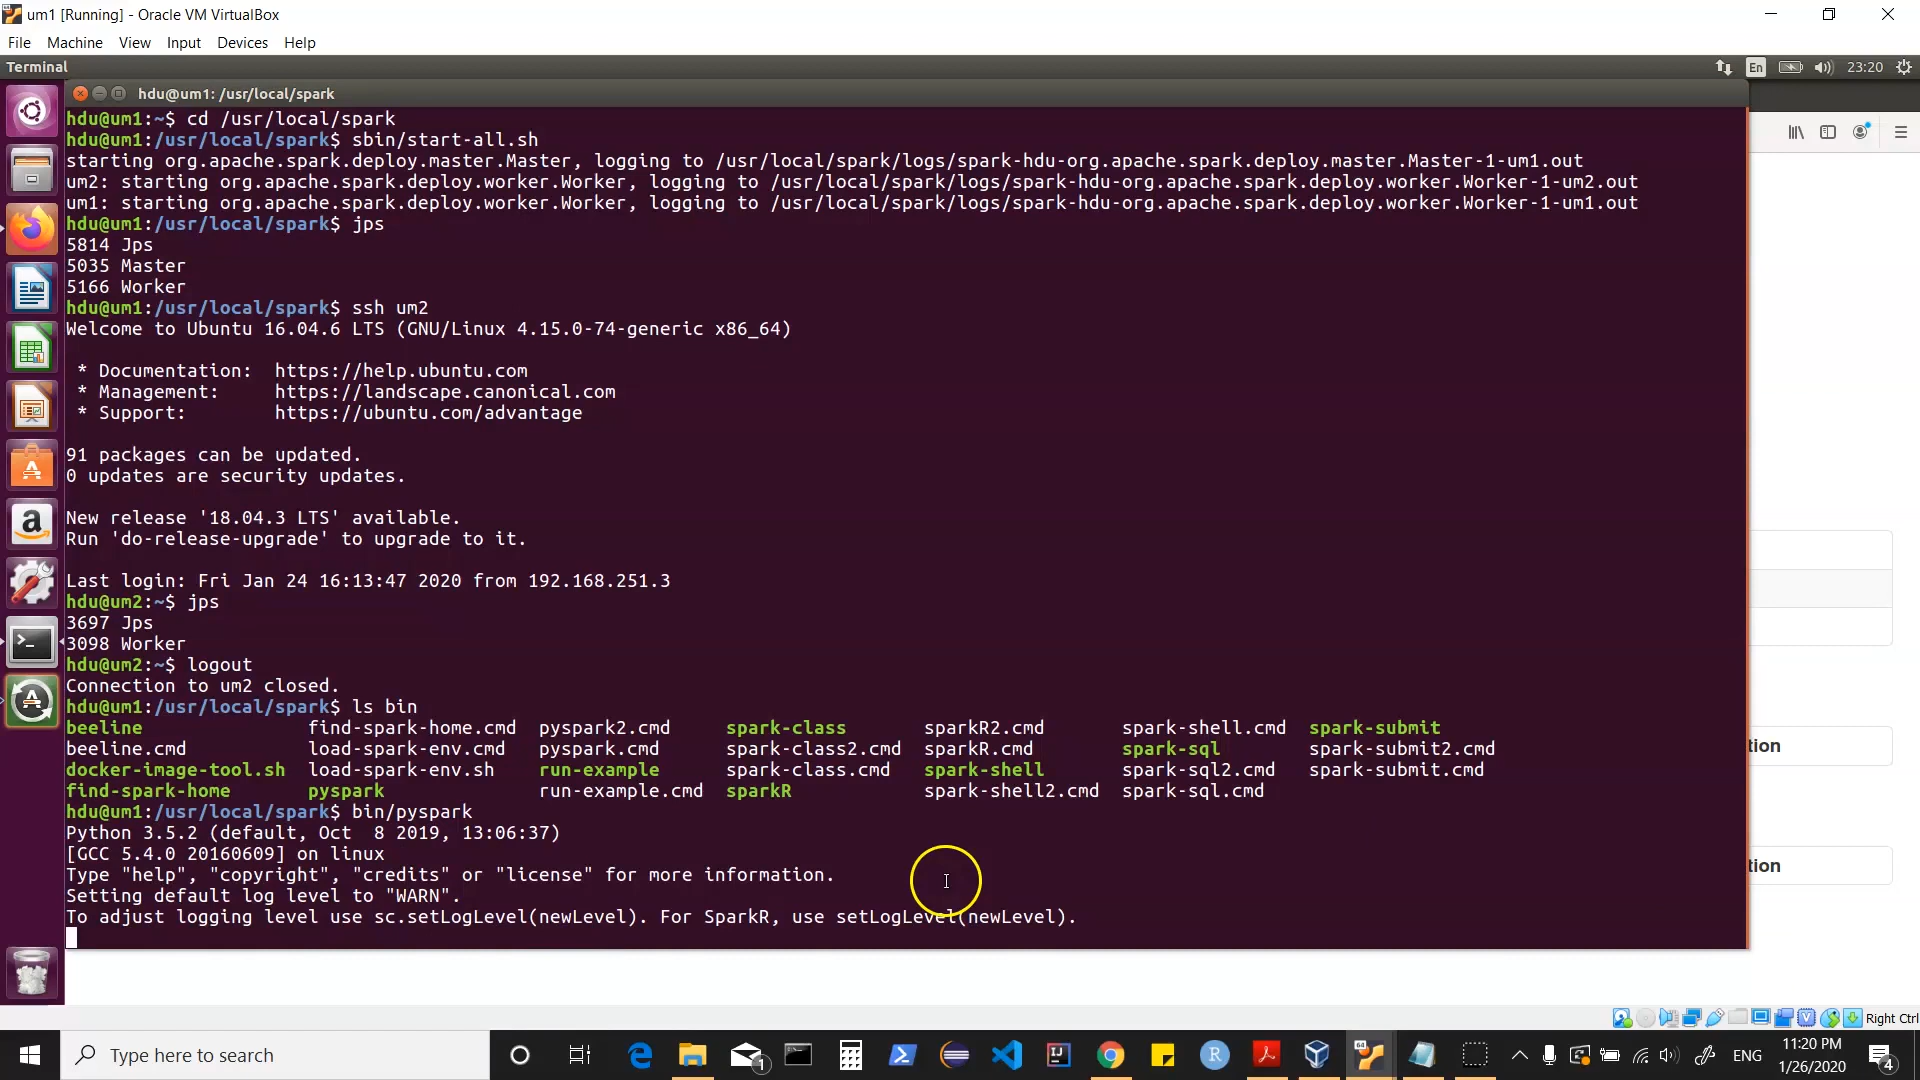 um1 [Running] - Oracle VM VirtualBox
File Machine View Input Devices Help
Terminal En 23:20
hdu@um1: /usr/local/spark
hdu@um1:~$ cd /usr/local/spark
hdu@um1:/usr/local/spark$ sbin/start-all.sh
starting org.apache.spark.deploy.master.Master, logging to /usr/local/spark/logs/spark-hdu-org.apache.spark.deploy.master.Master-1-um1.out
um2: starting org.apache.spark.deploy.worker.Worker, logging to /usr/local/spark/logs/spark-hdu-org.apache.spark.deploy.worker.Worker-1-um2.out
um1: starting org.apache.spark.deploy.worker.Worker, logging to /usr/local/spark/logs/spark-hdu-org.apache.spark.deploy.worker.Worker-1-um1.out
hdu@um1:/usr/local/spark$ jps
5814 Jps
5035 Master
5166 Worker
hdu@um1:/usr/local/spark$ ssh um2
Welcome to Ubuntu 16.04.6 LTS (GNU/Linux 4.15.0-74-generic x86_64)
* Documentation: https://help.ubuntu.com
* Management: https://landscape.canonical.com
* Support: https://ubuntu.com/advantage
91 packages can be updated.
0 updates are security updates.
New release '18.04.3 LTS' available.
Run 'do-release-upgrade' to upgrade to it.
Last login: Fri Jan 24 16:13:47 2020 from 192.168.251.3
hdu@um2:~$ jps
3697 Jps
3098 Worker
hdu@um2:~$ logout
Connection to um2 closed.
hdu@um1:/usr/local/spark$ ls bin
beeline find-spark-home.cmd pyspark2.cmd spark-class sparkR2.cmd spark-shell.cmd spark-submit
beeline.cmd load-spark-env.cmd pyspark.cmd spark-class2.cmd sparkR.cmd spark-sql spark-submit2.cmd
docker-image-tool.sh load-spark-env.sh run-example spark-class.cmd spark-shell spark-sql2.cmd spark-submit.cmd
find-spark-home pyspark run-example.cmd sparkR spark-shell2.cmd spark-sql.cmd
hdu@um1:/usr/local/spark$ bin/pyspark
Python 3.5.2 (default, Oct  8 2019, 13:06:37)
[GCC 5.4.0 20160609] on linux
Type "help", "copyright", "credits" or "license" for more information.
Setting default log level to "WARN".
To adjust logging level use sc.setLogLevel(newLevel). For SparkR, use setLogLevel(newLevel).
tion
tion
Right Ctrl
Type here to search
1
ENG
11:20 PM
1/26/2020
4